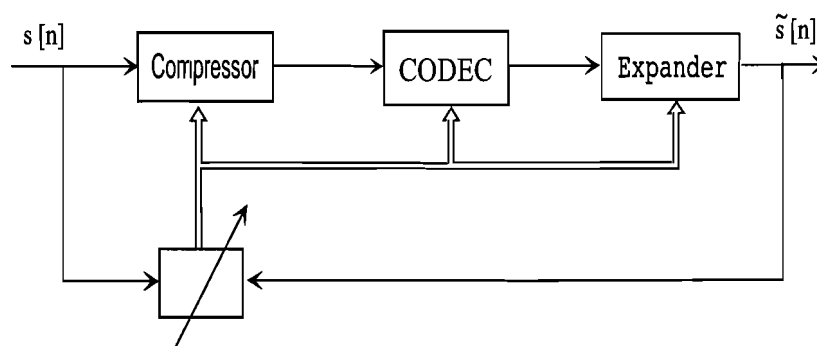 s [n]
s̃ [n]
Compressor
CODEC
Expander